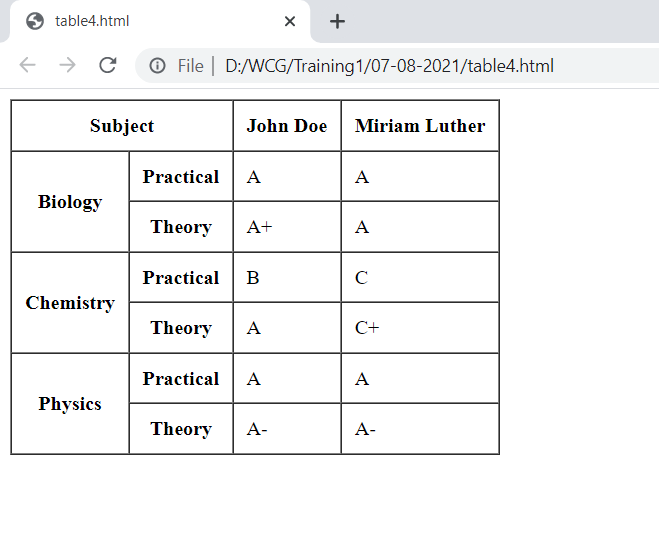 table4.html
File | D:/WCG/Training1/07-08-2021/table4.html
Subject John Doe Miriam Luther
Biology Practical A A
Theory A+ A
Chemistry Practical B C
Theory A C+
Physics Practical A A
Theory A- A-